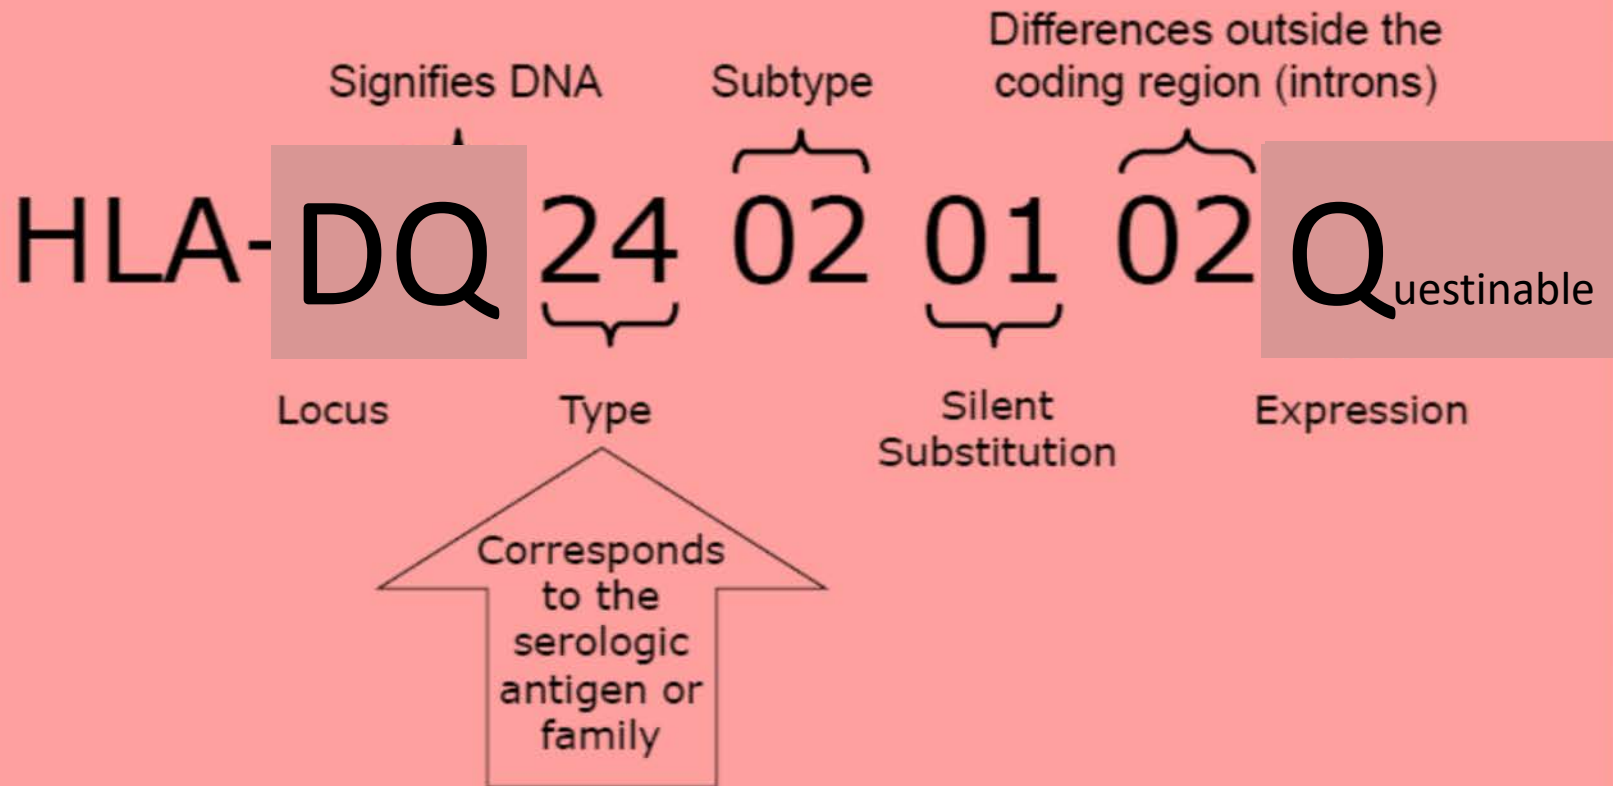 Differences outside the
coding region (introns)
Signifies DNA
Subtype
HLA-DQ 24 02 01 02 Questinable
Locus
Type
Silent
Substitution
Expression
Corresponds
to the
serologic
antigen or
family